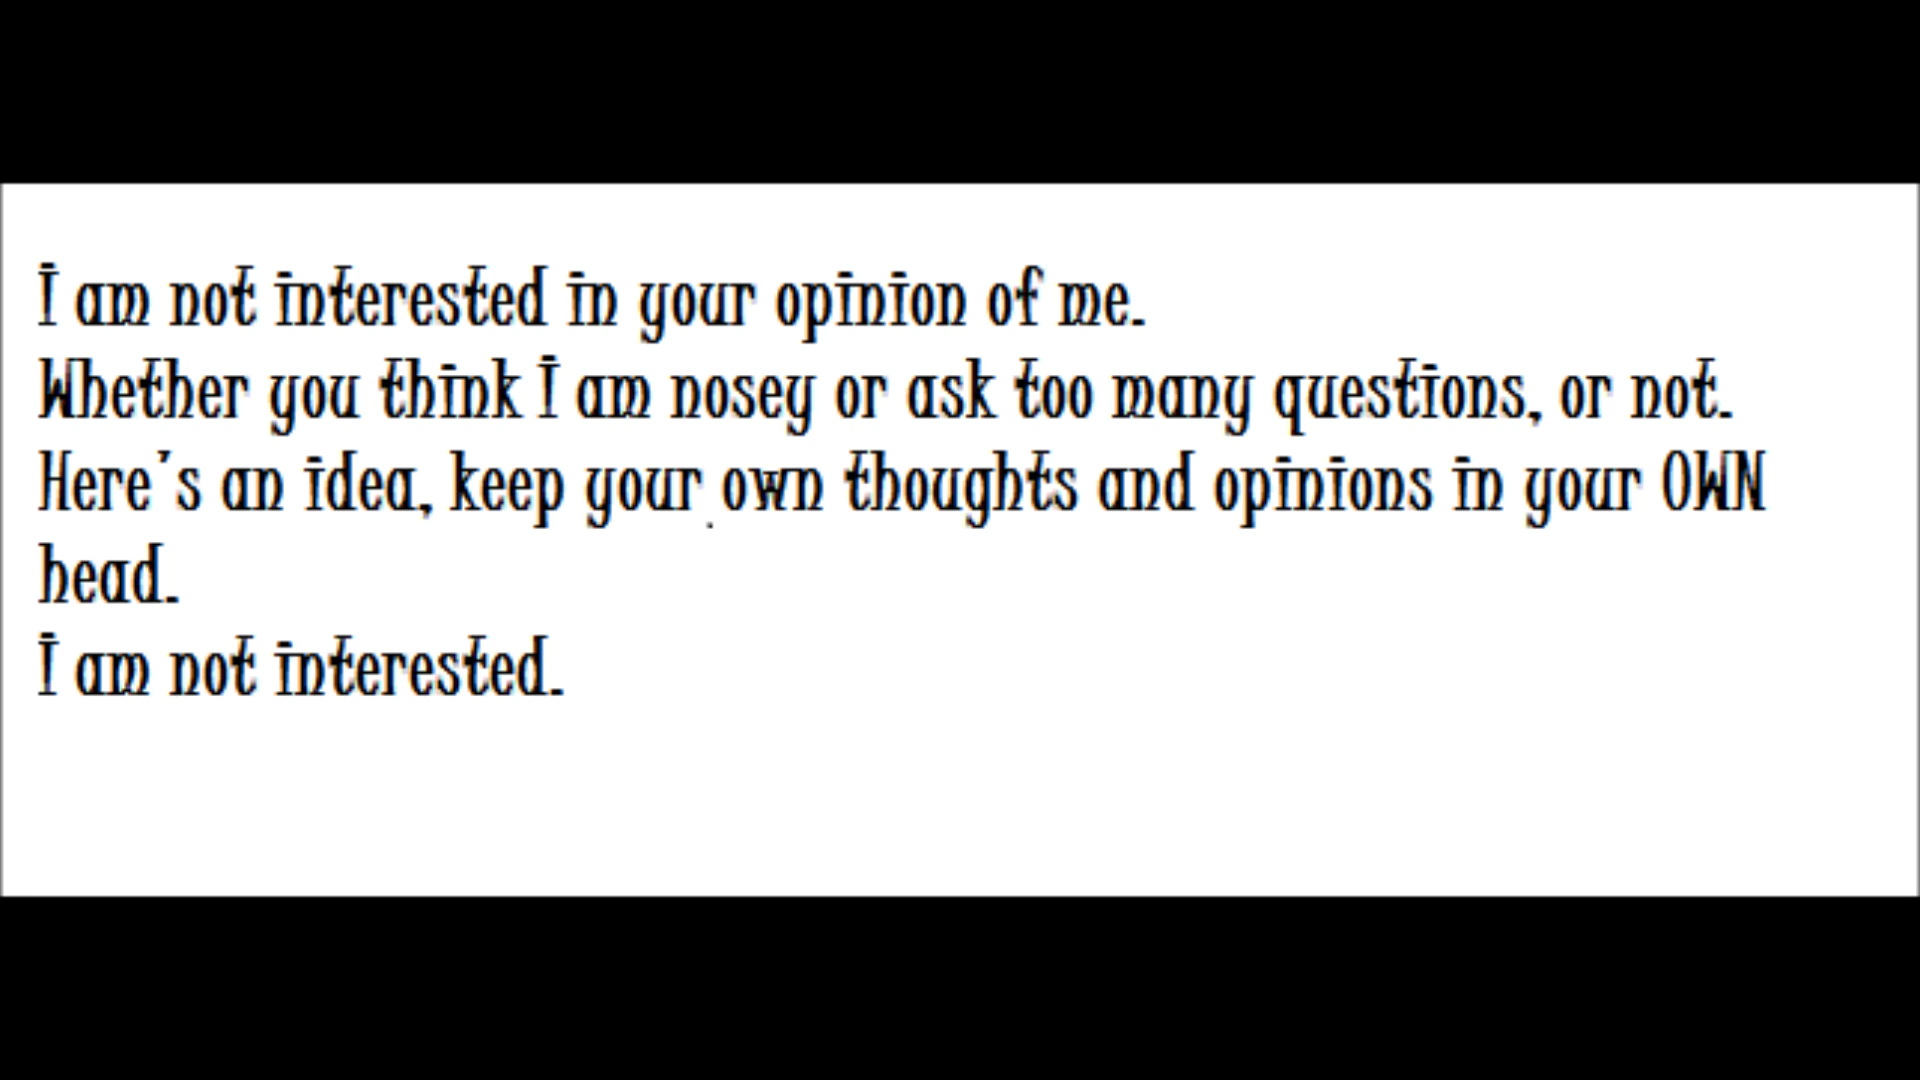 I am not interested in your opinion of me.
Whether you think I am nosey or ask too many questions, or not.
Here's an idea, keep your own thoughts and opinions in your OWN
head.
I am not interested.